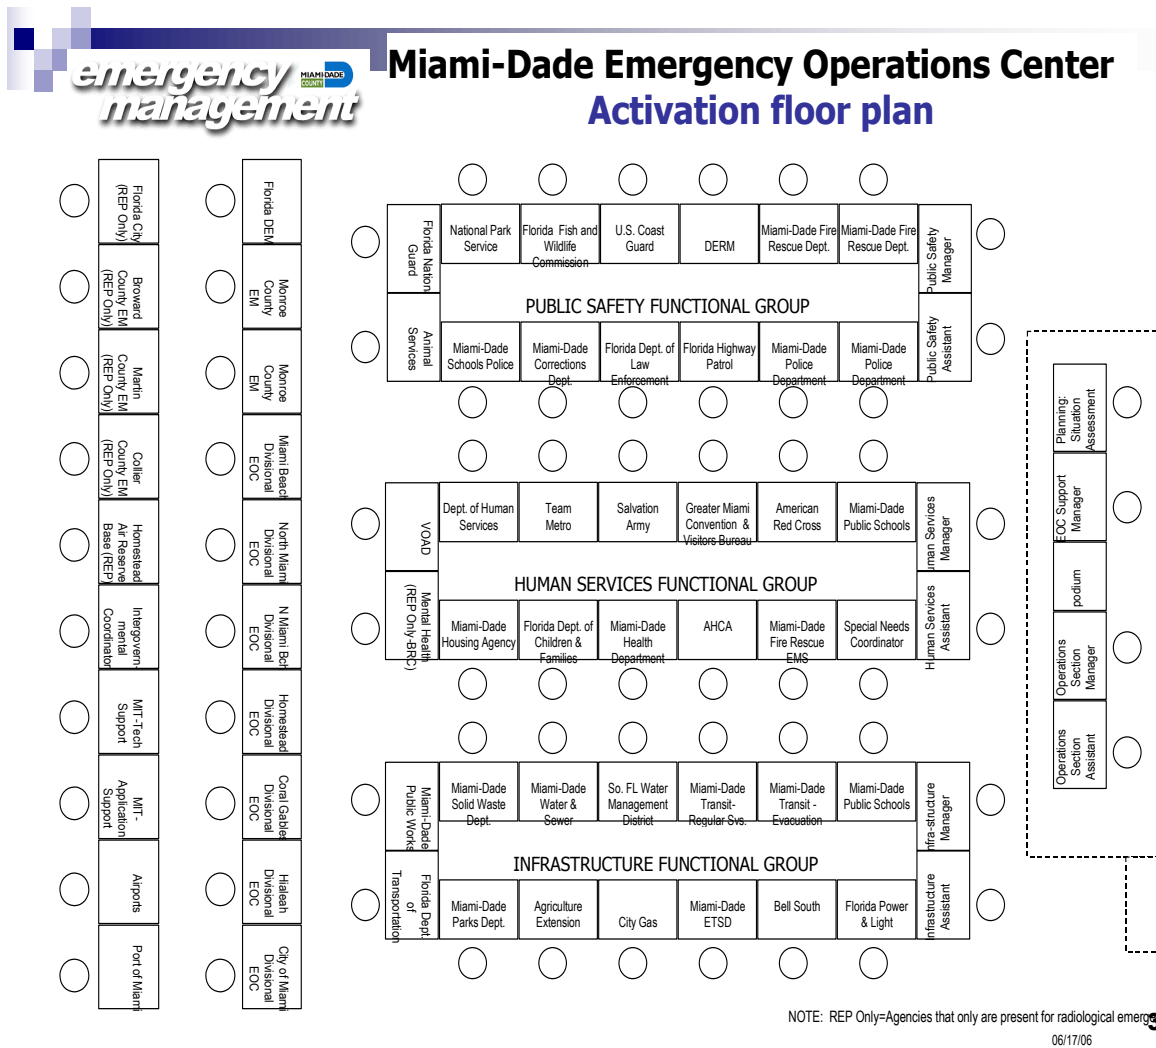 emergency
management
MIAMI-DADE
COUNTY
Miami-Dade Emergency Operations Center
Activation floor plan
Florida City
(REP Only)
Broward
County EM
(REP Only)
Martin
County EM
(REP Only)
Collier
County EM
(REP Only)
Homestead
Air Reserve
Base (REP)
Intergovern-
mental
Coordinator
MIT-Tech
Support
MIT-
Application
Support
Airports
Port of Miami
Florida DEM
Monroe
County
EM
Monroe
County
EM
Miami Beach
Divisional
EOC
North Miami
Divisional
EOC
N Miami Bch
Divisional
EOC
Homestead
Divisional
EOC
Coral Gables
Divisional
EOC
Hialeah
Divisional
EOC
City of Miami
Divisional
EOC
Florida Nation
Guard
National Park
Service
Florida Fish and
Wildlife
Commission
U.S. Coast
Guard
DERM
Miami-Dade Fire
Rescue Dept.
Miami-Dade Fire
Rescue Dept.
Public Safety
Manager
PUBLIC SAFETY FUNCTIONAL GROUP
Animal
Services
Miami-Dade
Schools Police
Miami-Dade
Corrections
Dept.
Florida Dept. of
Law
Enforcement
Florida Highway
Patrol
Miami-Dade
Police
Department
Miami-Dade
Police
Department
Public Safety
Assistant
VOAD
Dept. of Human
Services
Team
Metro
Salvation
Army
Greater Miami
Convention &
Visitors Bureau
American
Red Cross
Miami-Dade
Public Schools
uman Services
Manager
HUMAN SERVICES FUNCTIONAL GROUP
Mental Health
(REP Only-BRC)
Miami-Dade
Housing Agency
Florida Dept. of
Children &
Families
Miami-Dade
Health
Department
AHCA
Miami-Dade
Fire Rescue
EMS
Special Needs
Coordinator
Human Services
Assistant
Miami-Dade
Public Works
Miami-Dade
Solid Waste
Dept.
Miami-Dade
Water &
Sewer
So. FL Water
Management
District
Miami-Dade
Transit-
Regular Svs.
Miami-Dade
Transit -
Evacuation
Miami-Dade
Public Schools
nfra-structure
Manager
INFRASTRUCTURE FUNCTIONAL GROUP
Florida Dept.
of
Transportation
Miami-Dade
Parks Dept.
Agriculture
Extension
City Gas
Miami-Dade
ETSD
Bell South
Florida Power
& Light
Infrastructure
Assistant
Planning:
Situation
Assessment
EOC Support
Manager
podium
Operations
Section
Manager
Operations
Section
Assistant
NOTE: REP Only=Agencies that only are present for radiological emerge
06/17/06